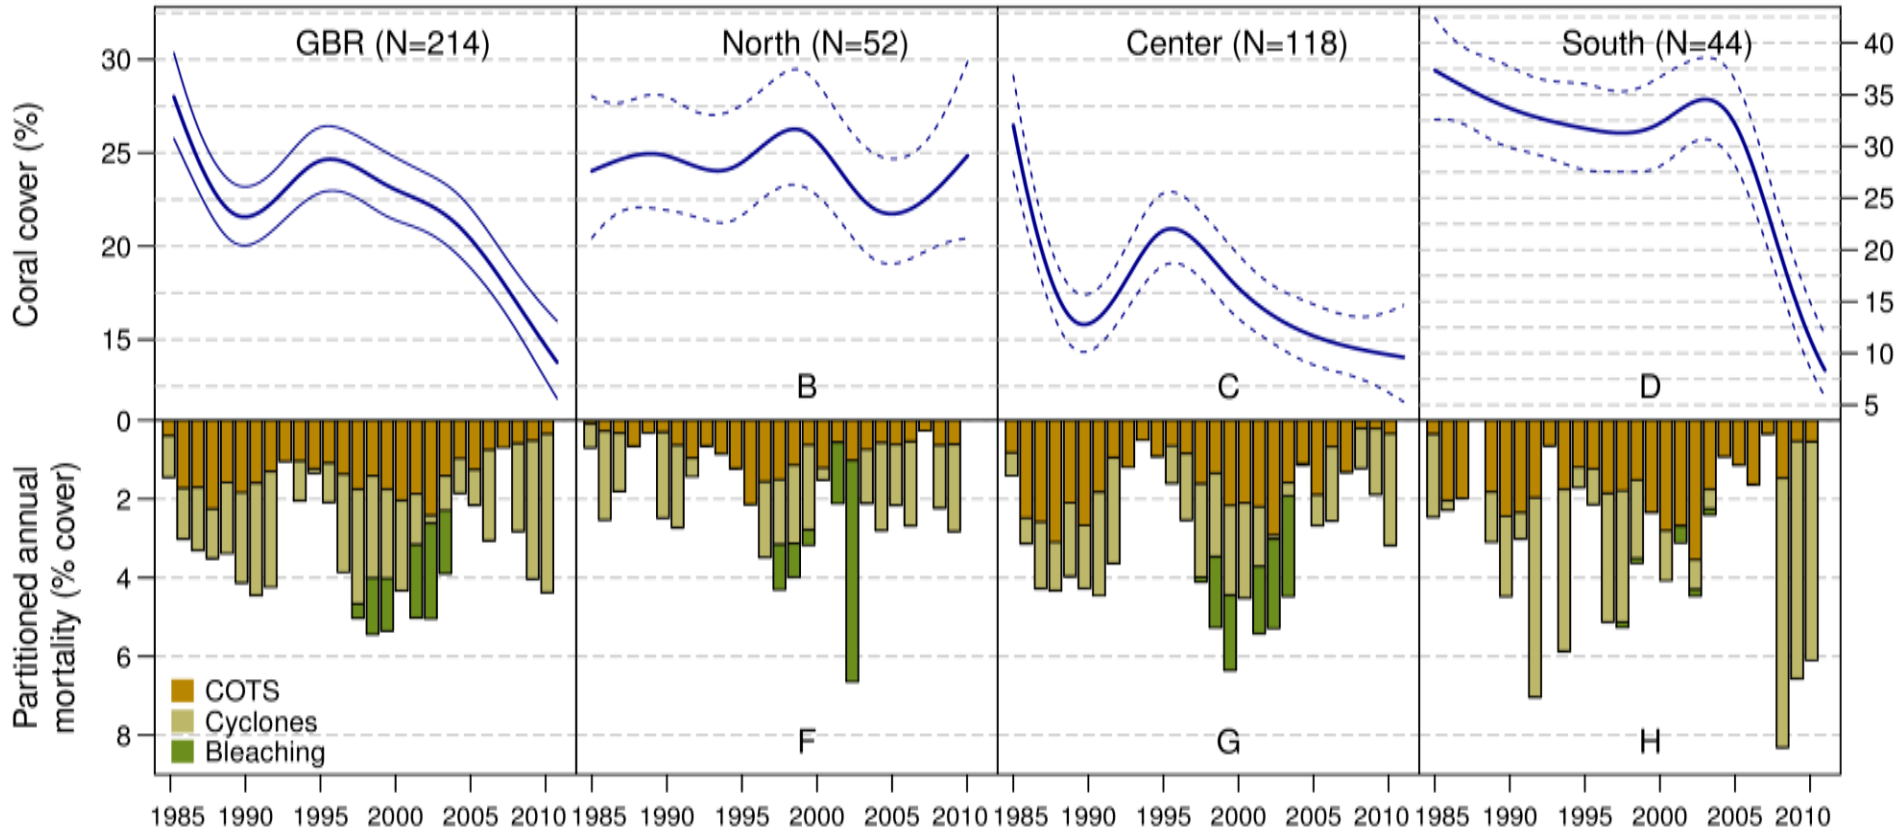 GBR (N=214)
North (N=52)
Center (N=118)
South (N=44)
Coral cover (%)
30
25
20
15
40
35
30
25
20
15
10
5
B
C
D
Partitioned annual
mortality (% cover)
0
2
4
6
8
COTS
Cyclones
Bleaching
F
G
H
1985 1990 1995 2000 2005 2010
1985 1990 1995 2000 2005 2010
1985 1990 1995 2000 2005 2010
1985 1990 1995 2000 2005 2010